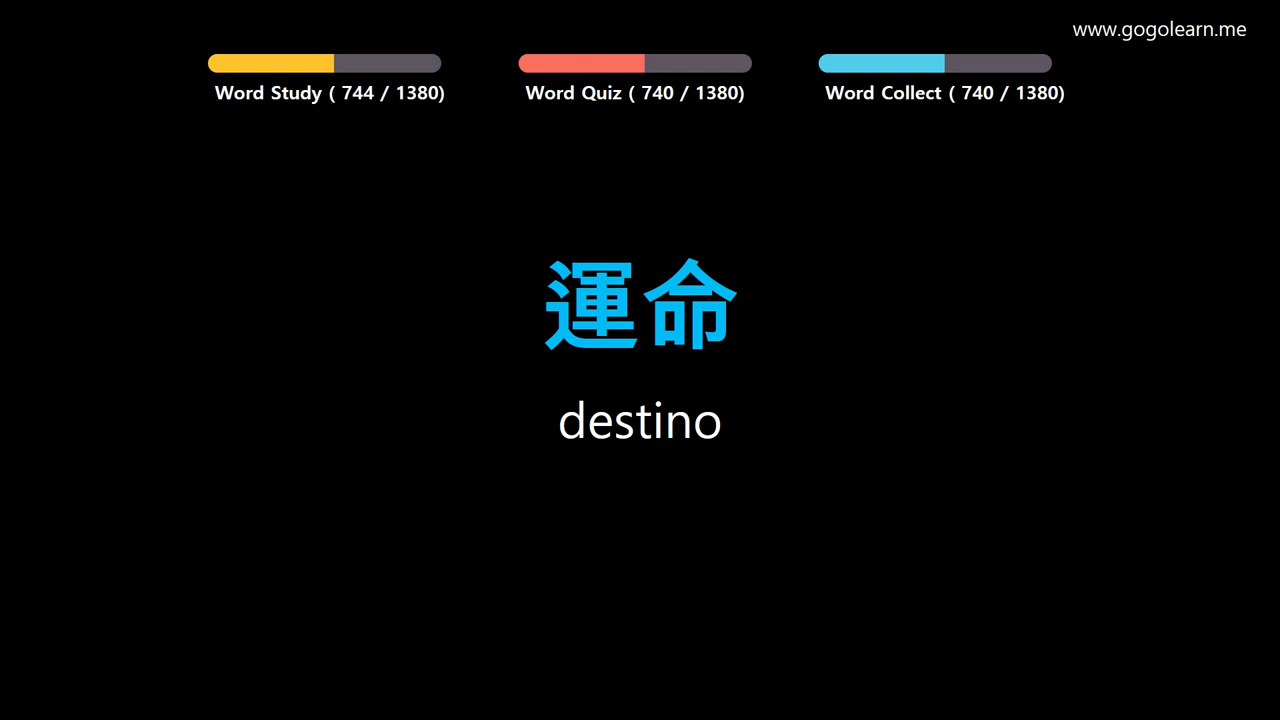 www.gogolearn.me
Word Study ( 744 / 1380)
Word Quiz ( 740 / 1380)
Word Collect ( 740 / 1380)
運命
destino